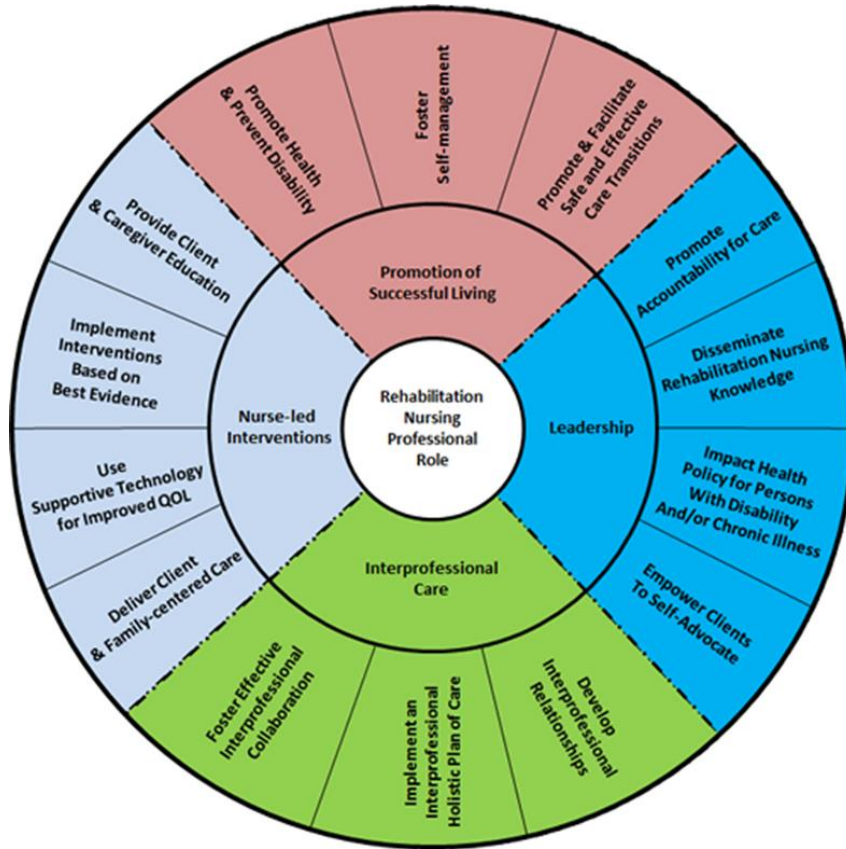 Promote Health
& Prevent Disability
Foster
Self-management
Promote & Facilitate
Safe and Effective
Care Transitions
Promote
Accountability for Care
Disseminate
Rehabilitation Nursing
Knowledge
Impact Health
Policy for Persons
With Disability
And/or Chronic Illness
Empower Clients
To Self-Advocate
Develop
Interprofessional
Relationships
Implement an
Interprofessional
Holistic Plan of Care
Foster Effective
Interprofessional
Collaboration
Deliver Client
& Family-centered Care
Use
Supportive Technology
for Improved QOL
Implement
Interventions
Based on
Best Evidence
Provide Client
& Caregiver Education
Promotion of
Successful Living
Leadership
Interprofessional
Care
Nurse-led
Interventions
Rehabilitation
Nursing
Professional
Role